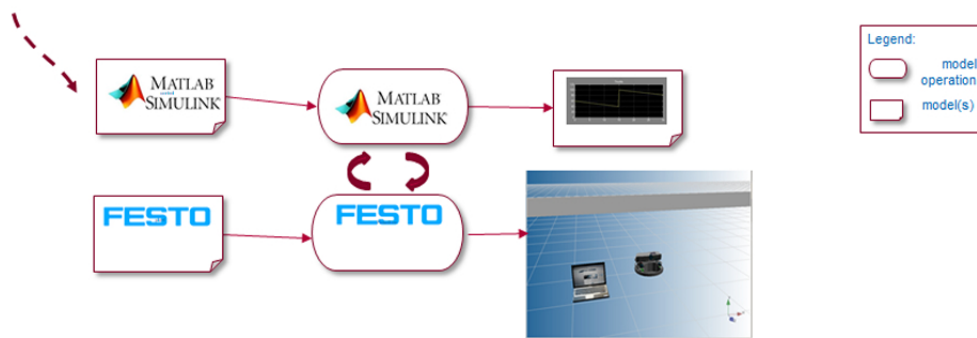 MATLAB
SIMULINK
MATLAB
SIMULINK
FESTO
FESTO
Legend:
model
operation
model(s)